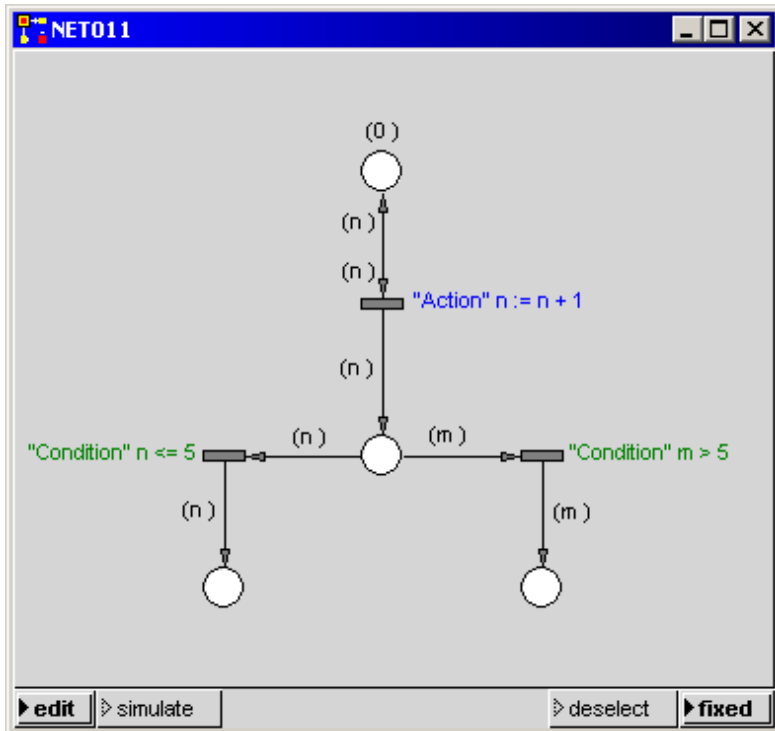 NET011
(0 )
(n )
(n )
"Action" n := n + 1
(n )
"Condition" n <= 5
(n )
(m )
"Condition" m > 5
(n )
(m )
edit
simulate
deselect
fixed